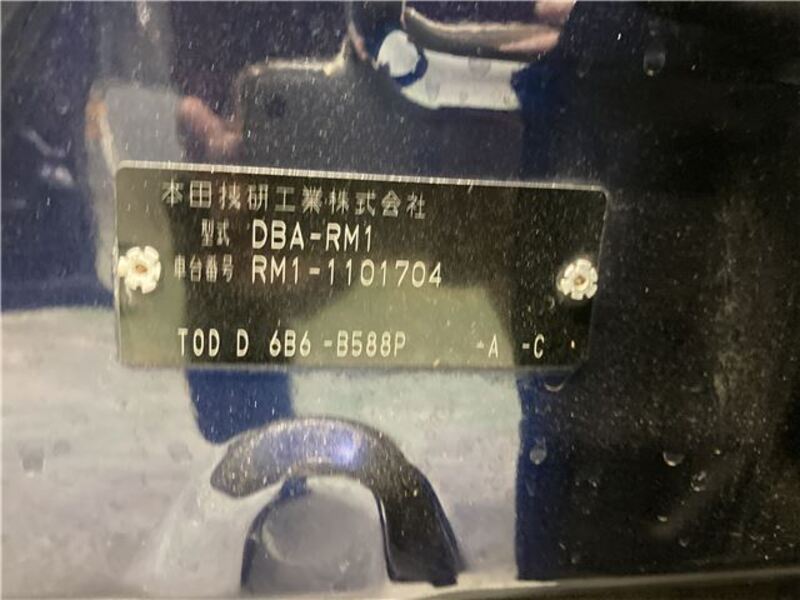 本田技研工業株式会社
型式 DBA-RM1
車台番号 RM1-1101704
TOD D 6B6 -B588P -A -C